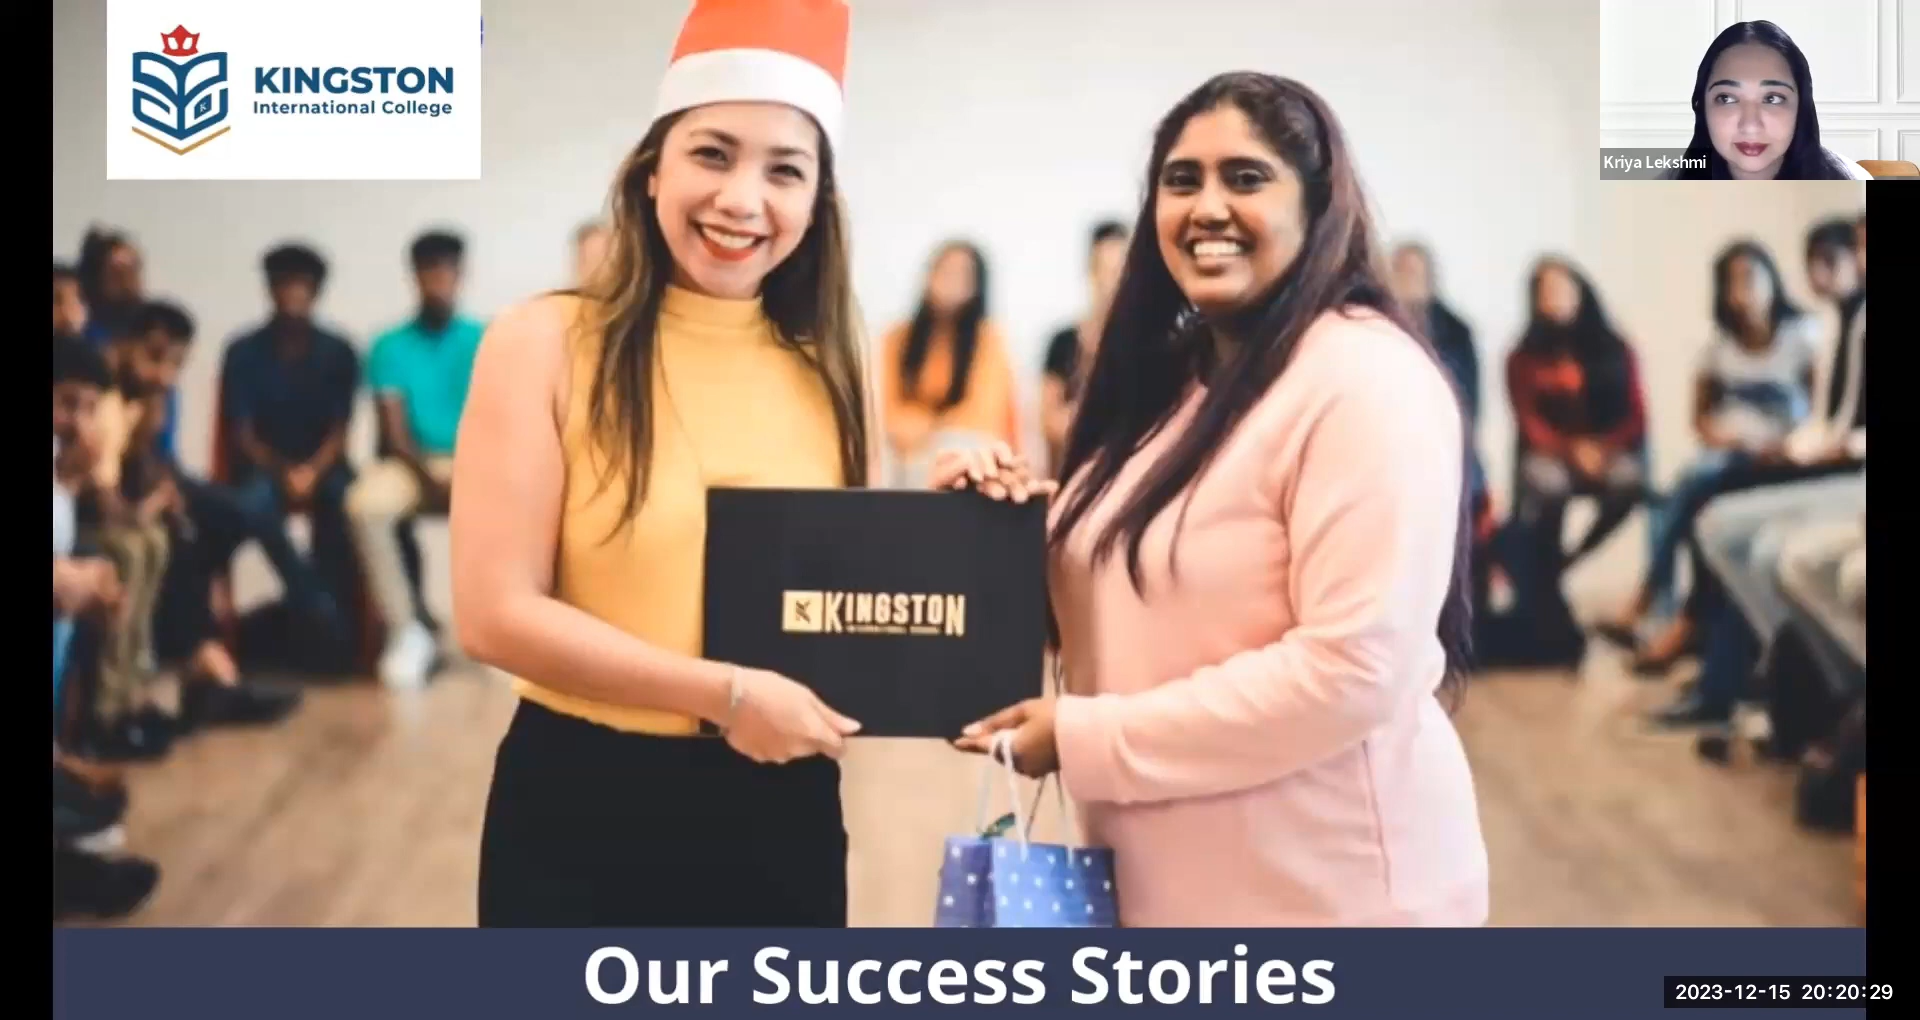 KINGSTON
International College
K
Kriya Lekshmi
K KINGSTON
Our Success Stories
2023-12-15 20:20:29